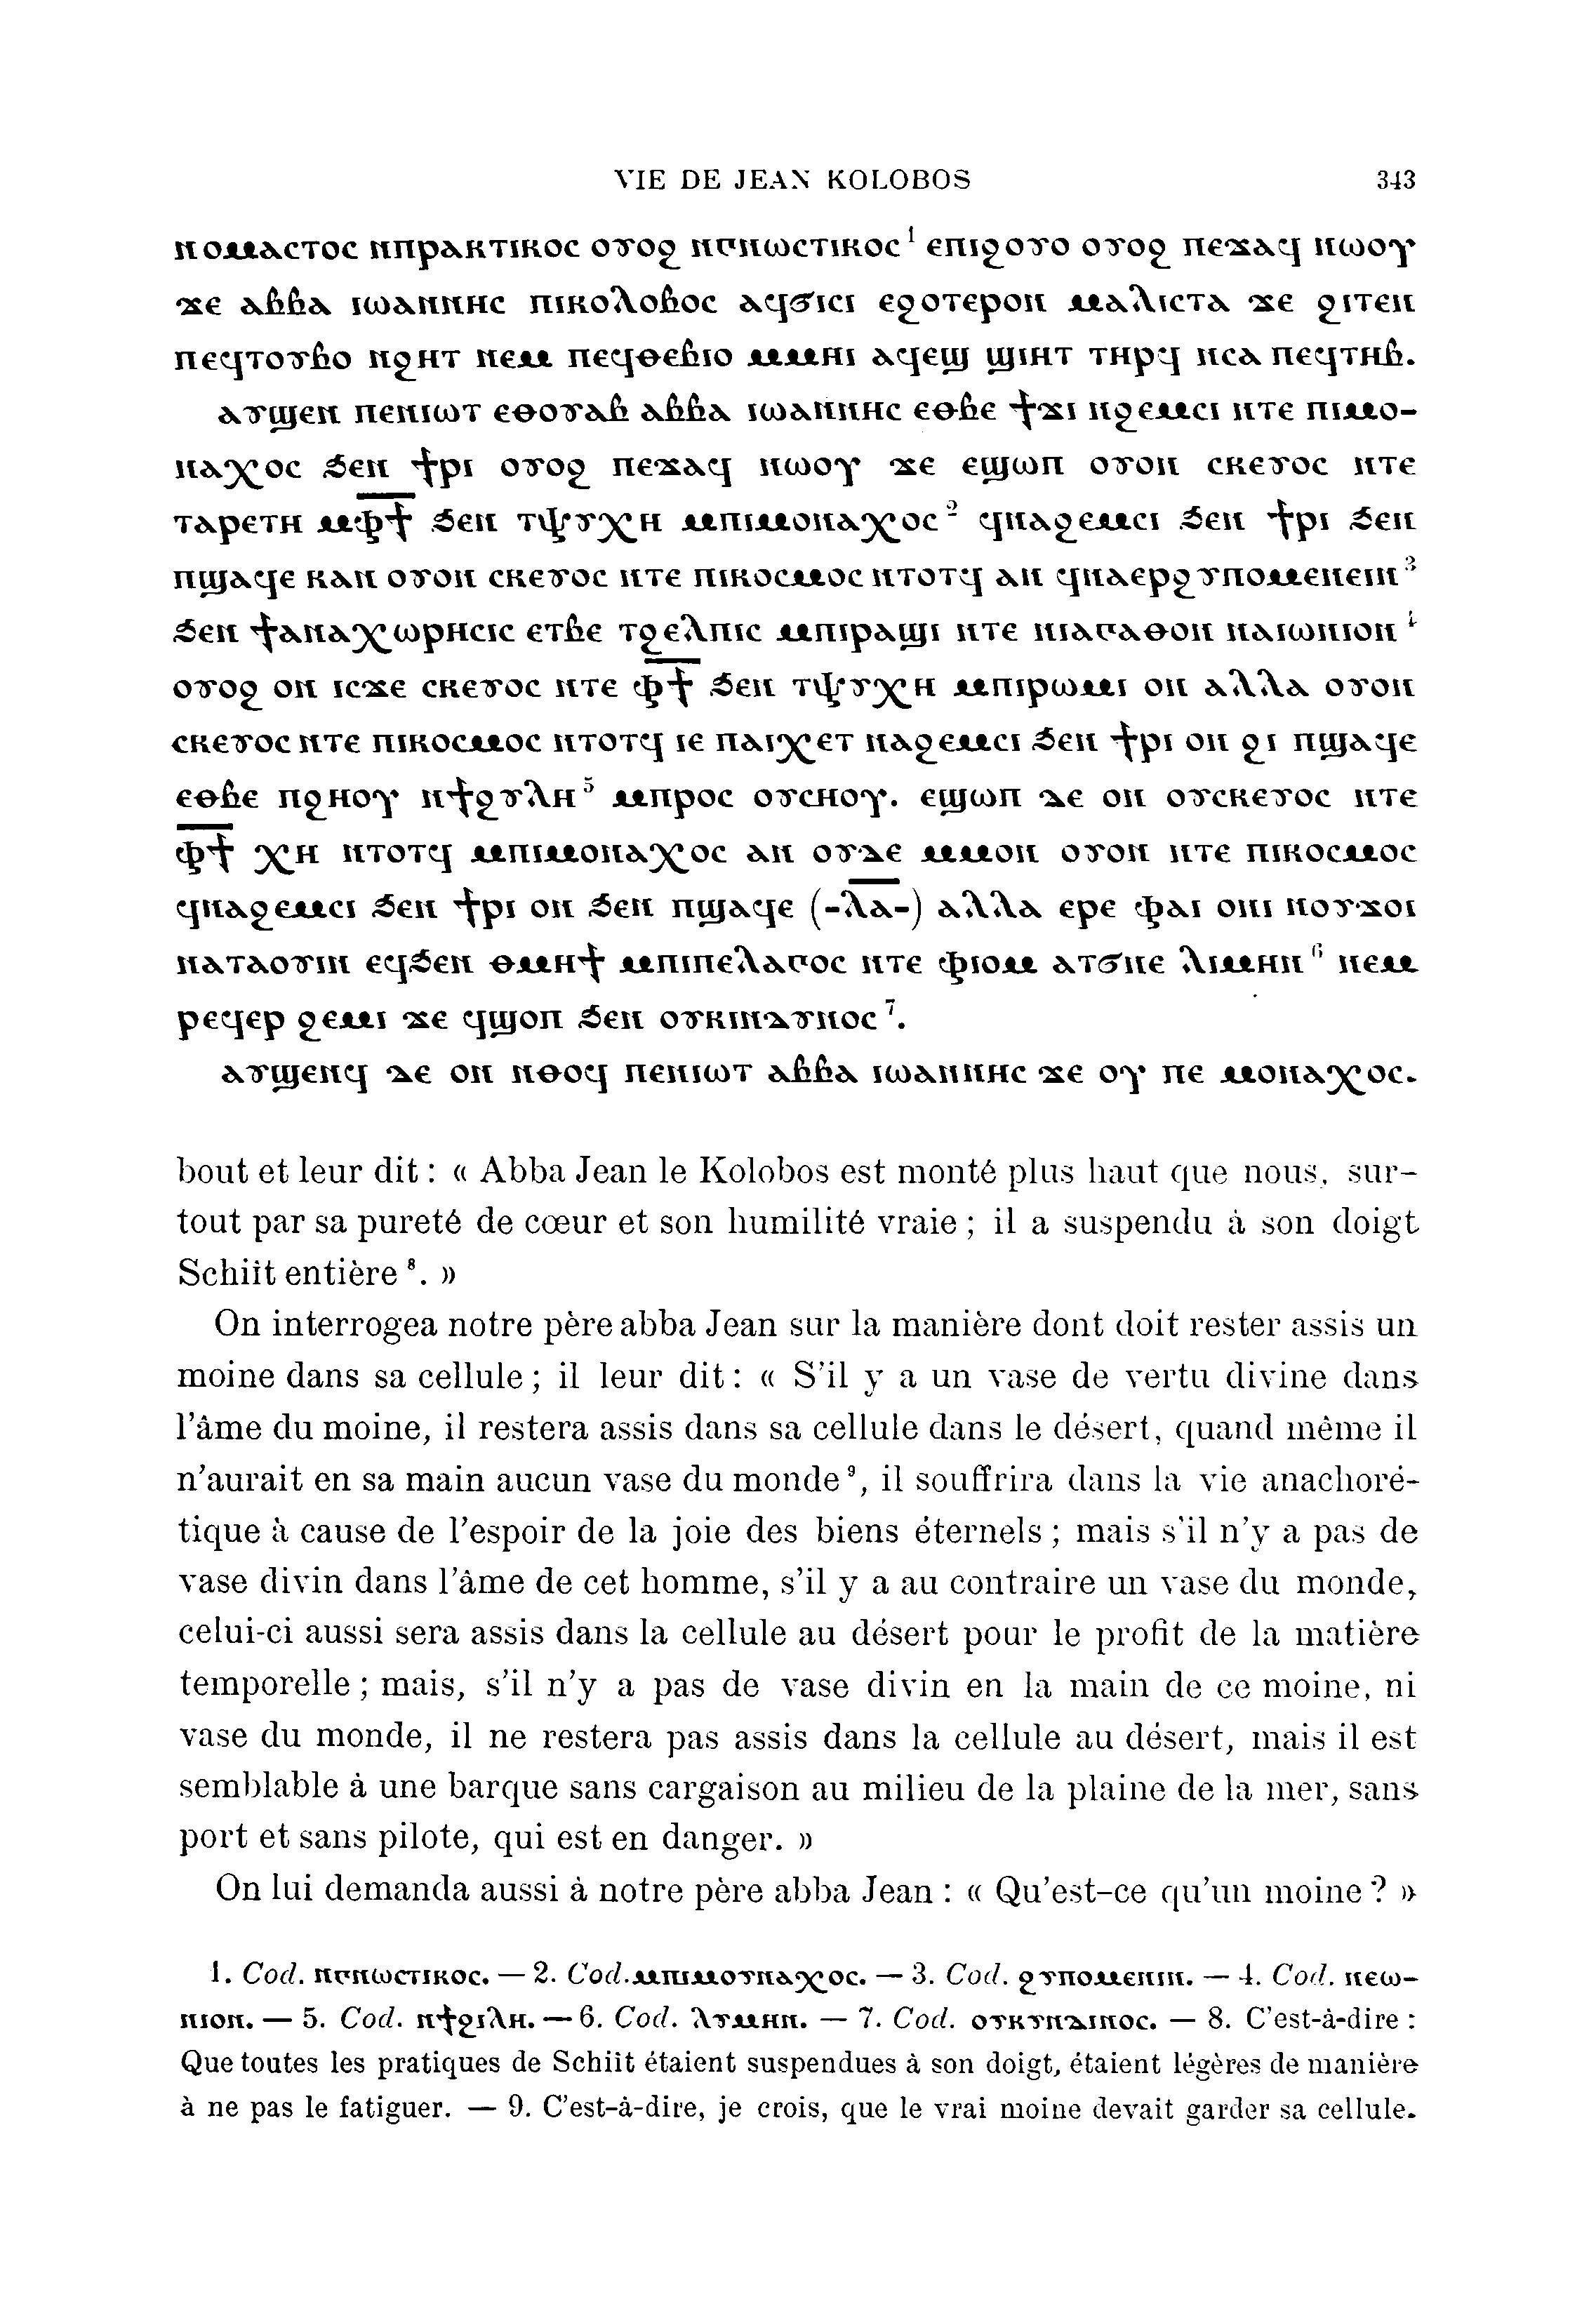 VIE DE JEAN KOLOBOS 343
ⲛⲟⲙⲁⲥⲧⲟⲥ ⲛⲡⲣⲁⲕⲧⲓⲕⲟⲥ ⲟⲩⲟϩ ⲛⲅⲛⲱⲥⲧⲓⲕⲟⲥ¹ ⲉⲡⲓϩⲟⲩⲟ ⲟⲩⲟϩ ⲡⲉϫⲁϥ ⲛⲱⲟⲩ
ϫⲉ ⲁⲃⲃⲁ ⲓⲱⲁⲛⲛⲏⲥ ⲡⲓⲕⲟⲗⲟⲃⲟⲥ ⲁϥϭⲓⲥⲓ ⲉϩⲟⲧⲉⲣⲟⲛ ⲙⲁⲗⲓⲥⲧⲁ ϫⲉ ϩⲓⲧⲉⲛ
ⲡⲉϥⲧⲟⲩⲃⲟ ⲛϩⲏⲧ ⲛⲉⲙ ⲡⲉϥⲑⲉⲃⲓⲟ ⲙⲙⲏⲓ ⲁϥⲉϣ ϣⲓⲏⲧ ⲧⲏⲣϥ ⲛⲥⲁ ⲡⲉϥⲧⲏⲃ.
ⲁⲩϣⲉⲛ ⲡⲉⲛⲓⲱⲧ ⲉⲑⲟⲩⲁⲃ ⲁⲃⲃⲁ ⲓⲱⲁⲛⲛⲏⲥ ⲉⲑⲃⲉ ϯϫⲓ ⲛϩⲉⲙⲥⲓ ⲛⲧⲉ ⲡⲓⲙⲟ-
ⲛⲁⲭⲟⲥ ϧⲉⲛ ϯⲣⲓ ⲟⲩⲟϩ ⲡⲉϫⲁϥ ⲛⲱⲟⲩ ϫⲉ ⲉϣⲱⲡ ⲟⲩⲟⲛ ⲥⲕⲉⲩⲟⲥ ⲛⲧⲉ
ⲧⲁⲣⲉⲧⲏ ⲙⲫ̅ϯ̅ ϧⲉⲛ ⲧⲯⲩⲭⲏ ⲙⲡⲓⲙⲟⲛⲁⲭⲟⲥ² ϥⲛⲁϩⲉⲙⲥⲓ ϧⲉⲛ ϯⲣⲓ ϧⲉⲛ
ⲡϣⲁϥⲉ ⲕⲁⲛ ⲟⲩⲟⲛ ⲥⲕⲉⲩⲟⲥ ⲛⲧⲉ ⲡⲓⲕⲟⲥⲙⲟⲥ ⲛⲧⲟⲧϥ ⲁⲛ ϥⲛⲁⲉⲣϩⲩⲡⲟⲙⲉⲛⲉⲓⲛ³
ϧⲉⲛ ϯⲁⲛⲁⲭⲱⲣⲏⲥⲓⲥ ⲉⲧⲃⲉ ⲧϩⲉⲗⲡⲓⲥ ⲙⲡⲓⲣⲁϣⲓ ⲛⲧⲉ ⲛⲓⲁⲅⲁⲑⲟⲛ ⲛⲁⲓⲱⲛⲓⲟⲛ⁴
ⲟⲩⲟϩ ⲟⲛ ⲓⲥϫⲉ ⲥⲕⲉⲩⲟⲥ ⲛⲧⲉ ⲫ̅ϯ̅ ϧⲉⲛ ⲧⲯⲩⲭⲏ ⲙⲡⲓⲣⲱⲙⲓ ⲟⲛ ⲁⲗⲗⲁ ⲟⲩⲟⲛ
ⲥⲕⲉⲩⲟⲥ ⲛⲧⲉ ⲡⲓⲕⲟⲥⲙⲟⲥ ⲛⲧⲟⲧϥ ⲓⲉ ⲡⲁⲓⲭⲉⲧ ⲛⲁϩⲉⲙⲥⲓ ϧⲉⲛ ϯⲣⲓ ⲟⲛ ϩⲓ ⲡϣⲁϥⲉ
ⲉⲑⲃⲉ ⲡϩⲏⲟⲩ ⲛϯϩⲩⲗⲏ⁵ ⲙⲡⲣⲟⲥ ⲟⲩⲥⲏⲟⲩ. ⲉϣⲱⲡ ⲇⲉ ⲟⲛ ⲟⲩⲥⲕⲉⲩⲟⲥ ⲛⲧⲉ
ⲫ̅ϯ̅ ⲭⲏ ⲛⲧⲟⲧϥ ⲙⲡⲓⲙⲟⲛⲁⲭⲟⲥ ⲁⲛ ⲟⲩⲇⲉ ⲙⲙⲟⲛ ⲟⲩⲟⲛ ⲛⲧⲉ ⲡⲓⲕⲟⲥⲙⲟⲥ
ϥⲛⲁϩⲉⲙⲥⲓ ϧⲉⲛ ϯⲣⲓ ⲟⲛ ϧⲉⲛ ⲡϣⲁϥⲉ (-ⲗ̅ⲁ̅-) ⲁⲗⲗⲁ ⲉⲣⲉ ⲫⲁⲓ ⲟⲛⲓ ⲛⲟⲩϫⲟⲓ
ⲛⲁⲧⲁⲟⲩⲓⲛ ⲉϥϧⲉⲛ ⲑⲙⲏϯ ⲙⲡⲓⲡⲉⲗⲁⲅⲟⲥ ⲛⲧⲉ ⲫⲓⲟⲙ ⲁⲧϭⲛⲉ ⲗⲓⲙⲏⲛ⁶ ⲛⲉⲙ
ⲣⲉϥⲉⲣ ϩⲉⲙⲓ ϫⲉ ϥϣⲟⲡ ϧⲉⲛ ⲟⲩⲕⲓⲛⲇⲩⲛⲟⲥ⁷.
ⲁⲩϣⲉⲛϥ ⲇⲉ ⲟⲛ ⲛⲑⲟϥ ⲡⲉⲛⲓⲱⲧ ⲁⲃⲃⲁ ⲓⲱⲁⲛⲛⲏⲥ ϫⲉ ⲟⲩ ⲡⲉ ⲙⲟⲛⲁⲭⲟⲥ.
bout et leur dit : « Abba Jean le Kolobos est monté plus haut que nous, sur-
tout par sa pureté de cœur et son humilité vraie ; il a suspendu à son doigt
Schiit entière⁸. »
On interrogea notre père abba Jean sur la manière dont doit rester assis un
moine dans sa cellule ; il leur dit : « S'il y a un vase de vertu divine dans
l'âme du moine, il restera assis dans sa cellule dans le désert, quand même il
n'aurait en sa main aucun vase du monde⁹, il souffrira dans la vie anachoré-
tique à cause de l'espoir de la joie des biens éternels ; mais s'il n'y a pas de
vase divin dans l'âme de cet homme, s'il y a au contraire un vase du monde,
celui-ci aussi sera assis dans la cellule au désert pour le profit de la matière
temporelle ; mais, s'il n'y a pas de vase divin en la main de ce moine, ni
vase du monde, il ne restera pas assis dans la cellule au désert, mais il est
semblable à une barque sans cargaison au milieu de la plaine de la mer, sans
port et sans pilote, qui est en danger. »
On lui demanda aussi à notre père abba Jean : « Qu'est-ce qu'un moine ? »
1. Cod. ⲛⲅⲛⲱⲥⲧⲓⲕⲟⲥ. — 2. Cod. ⲙⲡⲓⲙⲟⲩⲛⲁⲭⲟⲥ. — 3. Cod. ϩⲩⲡⲟⲙⲉⲛⲓⲛ. — 4. Cod. ⲛⲉⲱ-
ⲛⲓⲟⲛ. — 5. Cod. ⲛϯϩⲓⲗⲏ. — 6. Cod. ⲗⲩⲙⲏⲛ. — 7. Cod. ⲟⲩⲕⲩⲛⲇⲓⲛⲟⲥ. — 8. C'est-à-dire :
Que toutes les pratiques de Schiit étaient suspendues à son doigt, étaient légères de manière
à ne pas le fatiguer. — 9. C'est-à-dire, je crois, que le vrai moine devait garder sa cellule.